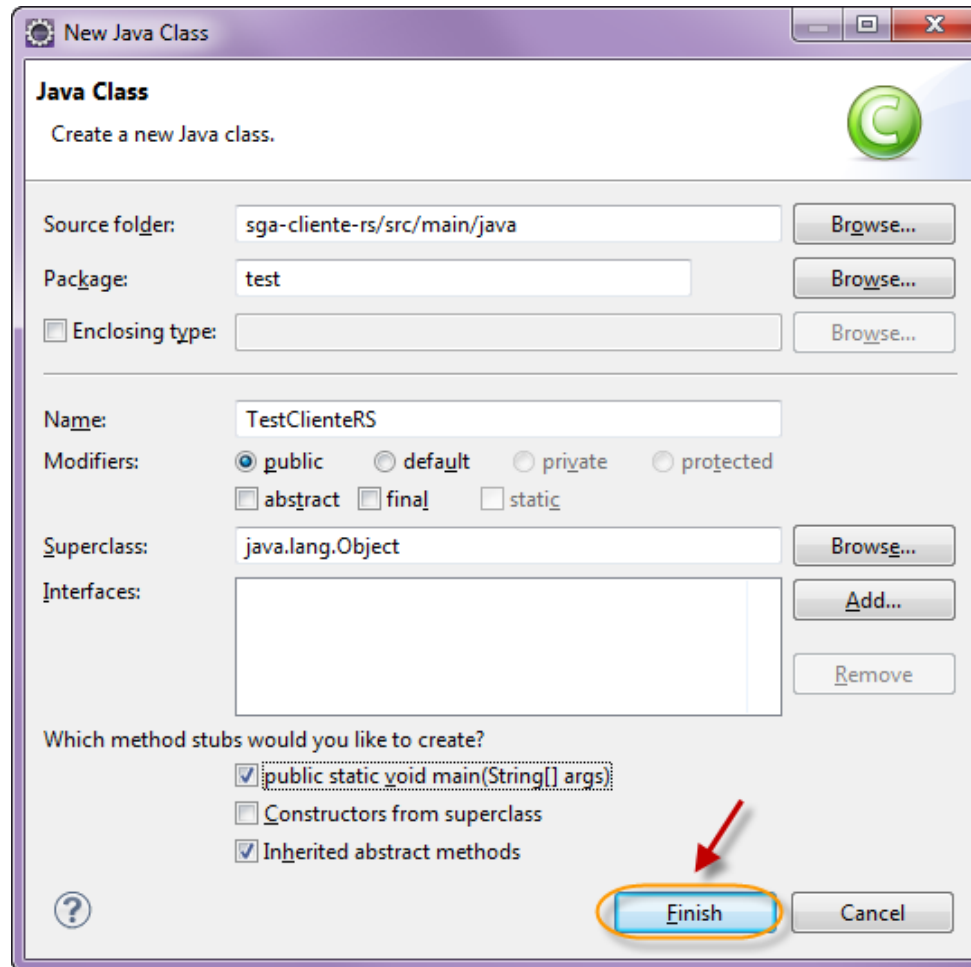 New Java Class
Java Class
Create a new Java class.
Source folder: sga-cliente-rs/src/main/java Browse...
Package: test Browse...
Enclosing type: Browse...
Name: TestClienteRS
Modifiers: public default private protected
abstract final static
Superclass: java.lang.Object Browse...
Interfaces: Add...
Remove
Which method stubs would you like to create?
public static void main(String[] args)
Constructors from superclass
Inherited abstract methods
Finish Cancel